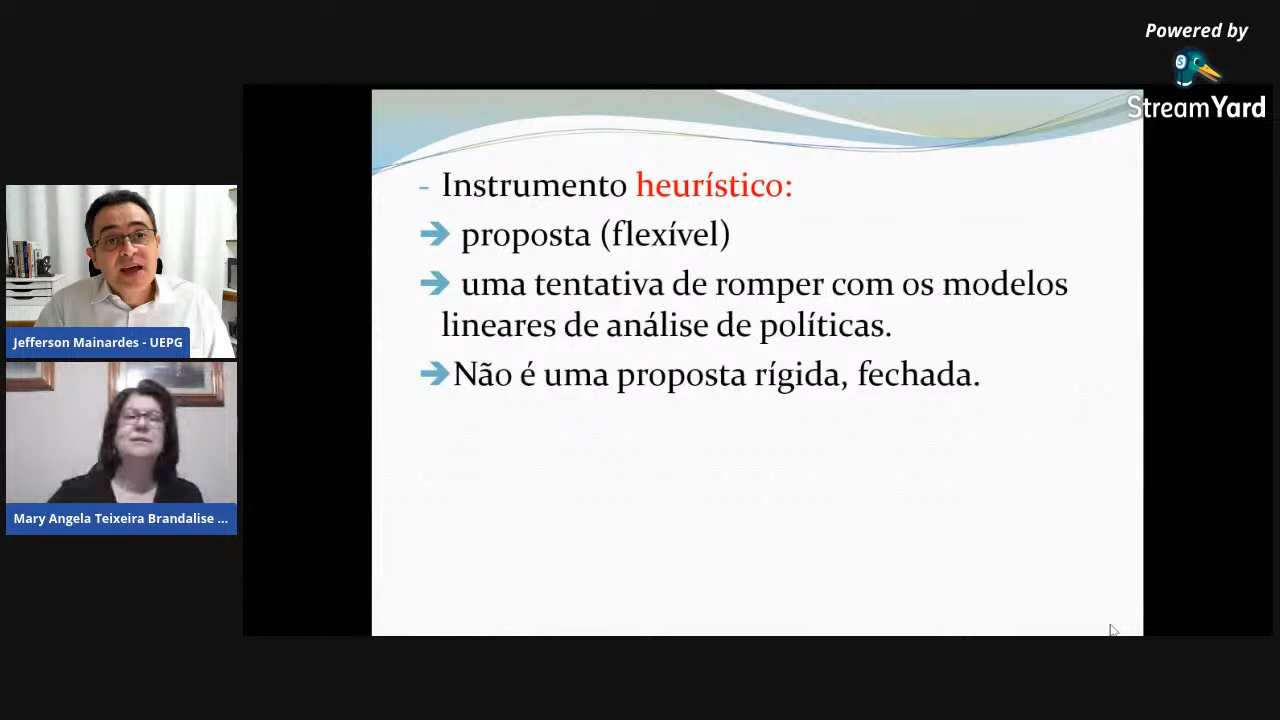 Powered by
StreamYard
- Instrumento heurístico:
➔ proposta (flexível)
➔ uma tentativa de romper com os modelos
lineares de análise de políticas.
➔Não é uma proposta rígida, fechada.
Jefferson Mainardes - UEPG
Mary Angela Teixeira Brandalise ...